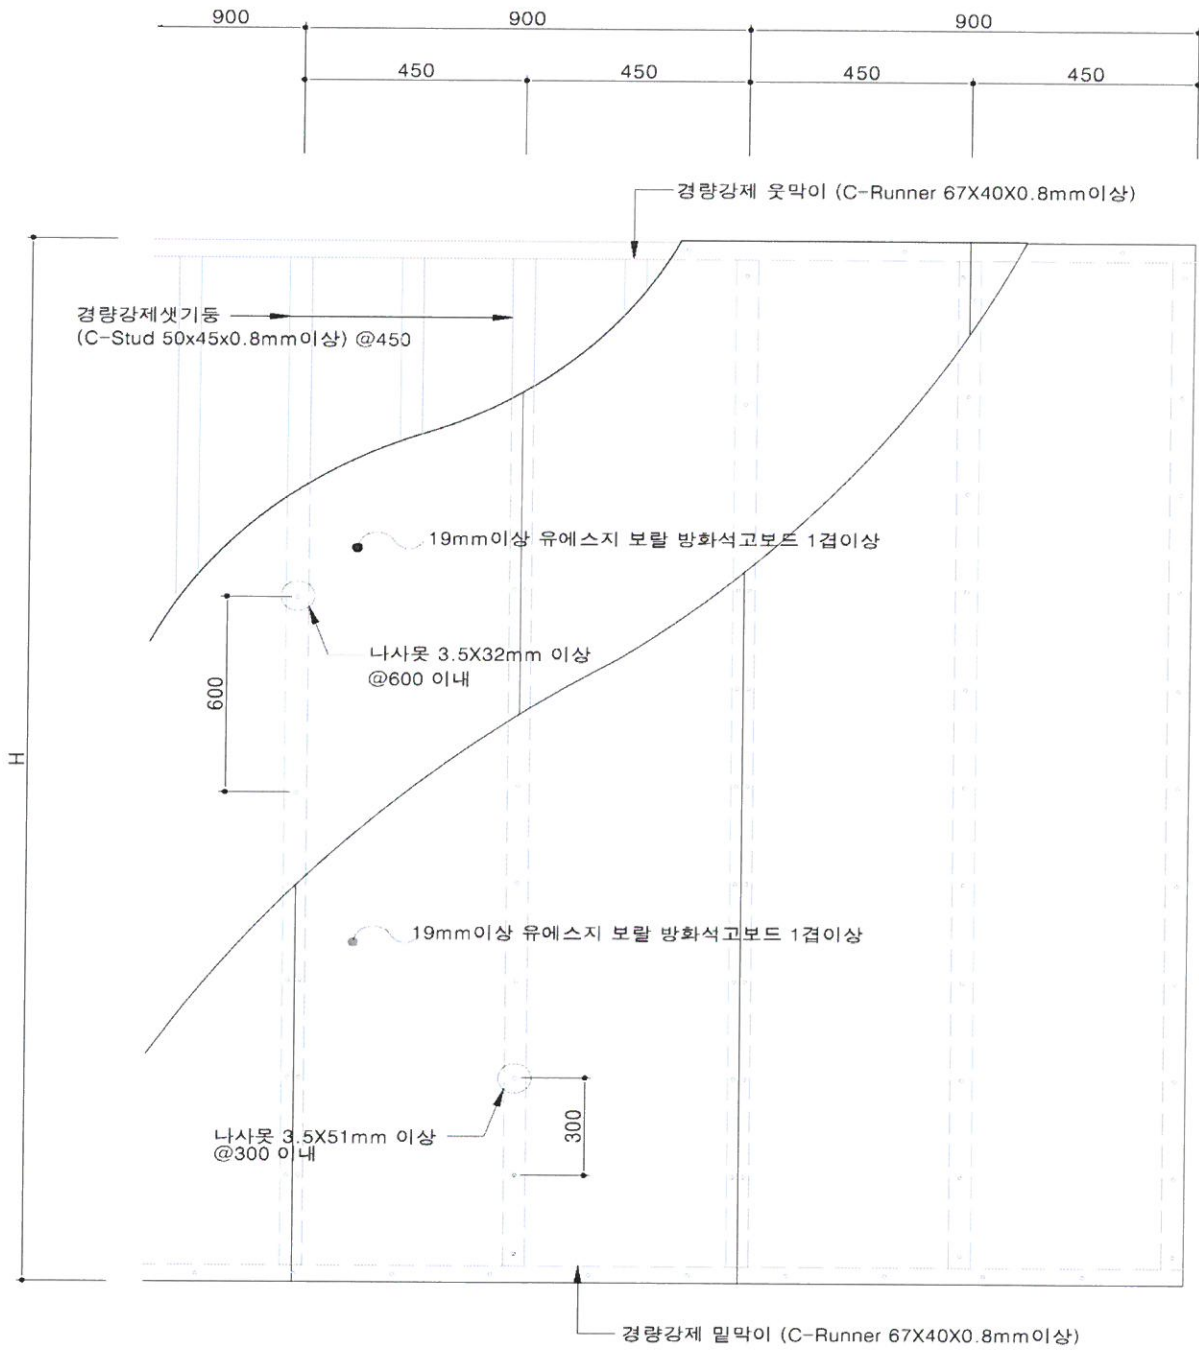 900
900
900
450
450
450
450
경량강제 웃막이 (C-Runner 67X40X0.8mm이상)
경량강제샛기둥
(C-Stud 50x45x0.8mm이상) @450
19mm이상 유에스지 보랄 방화석고보드 1겹이상
나사못 3.5X32mm 이상
@600 이내
600
H
19mm이상 유에스지 보랄 방화석고보드 1겹이상
나사못 3.5X51mm 이상
@300 이내
300
경량강제 밑막이 (C-Runner 67X40X0.8mm이상)